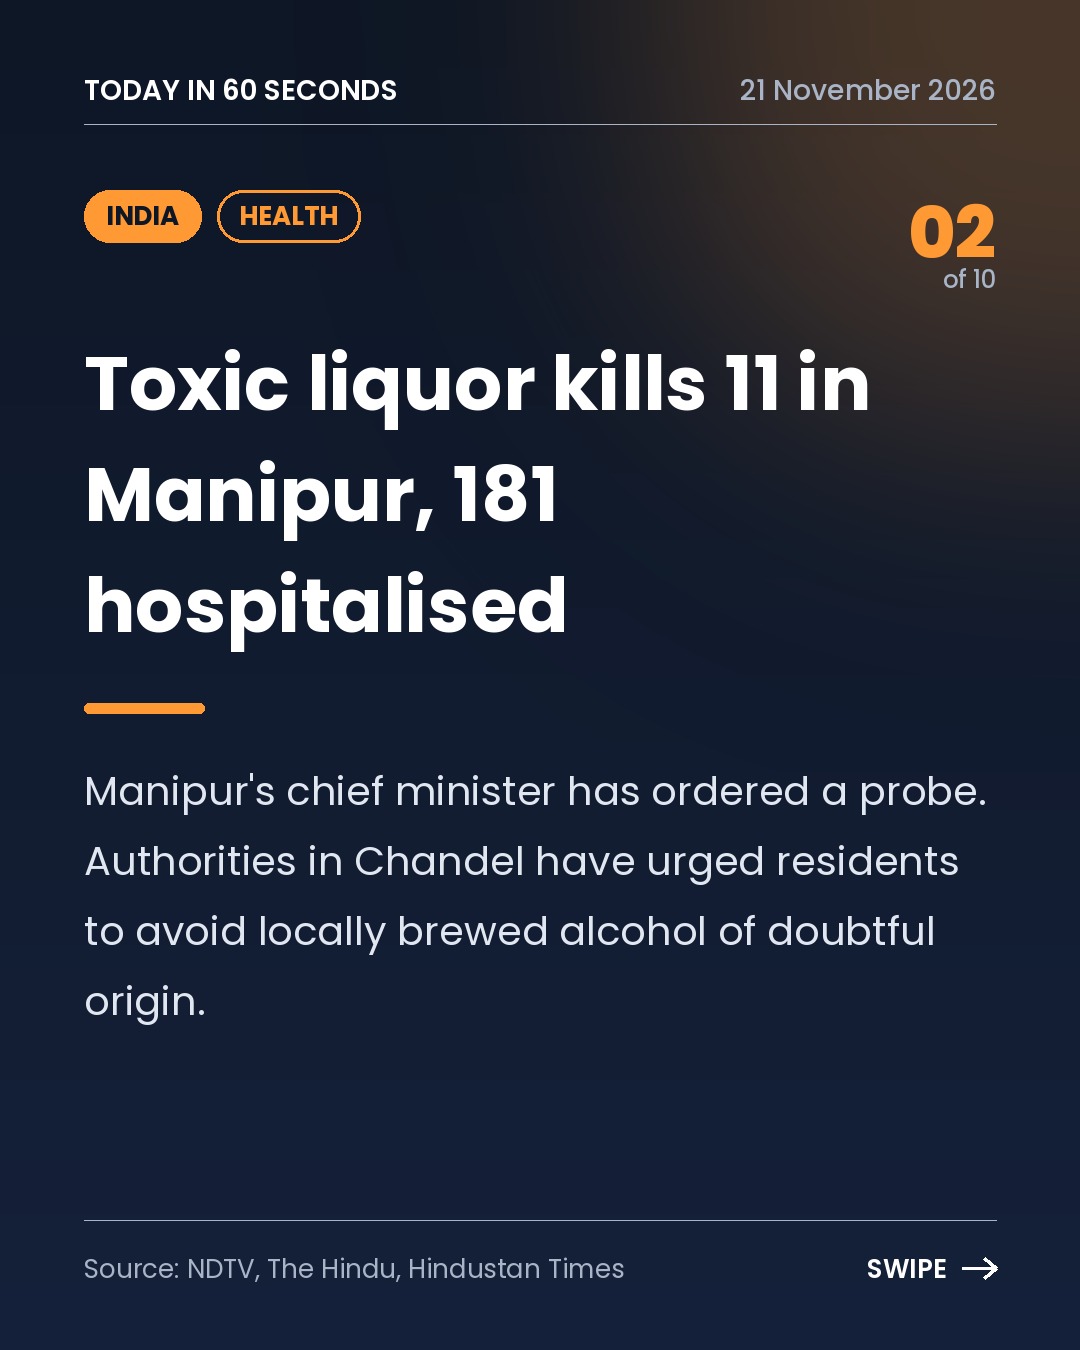 TODAY IN 60 SECONDS
21 November 2026
INDIA HEALTH
02
of 10
Toxic liquor kills 11 in
Manipur, 181
hospitalised
Manipur's chief minister has ordered a probe.
Authorities in Chandel have urged residents
to avoid locally brewed alcohol of doubtful
origin.
Source: NDTV, The Hindu, Hindustan Times
SWIPE →